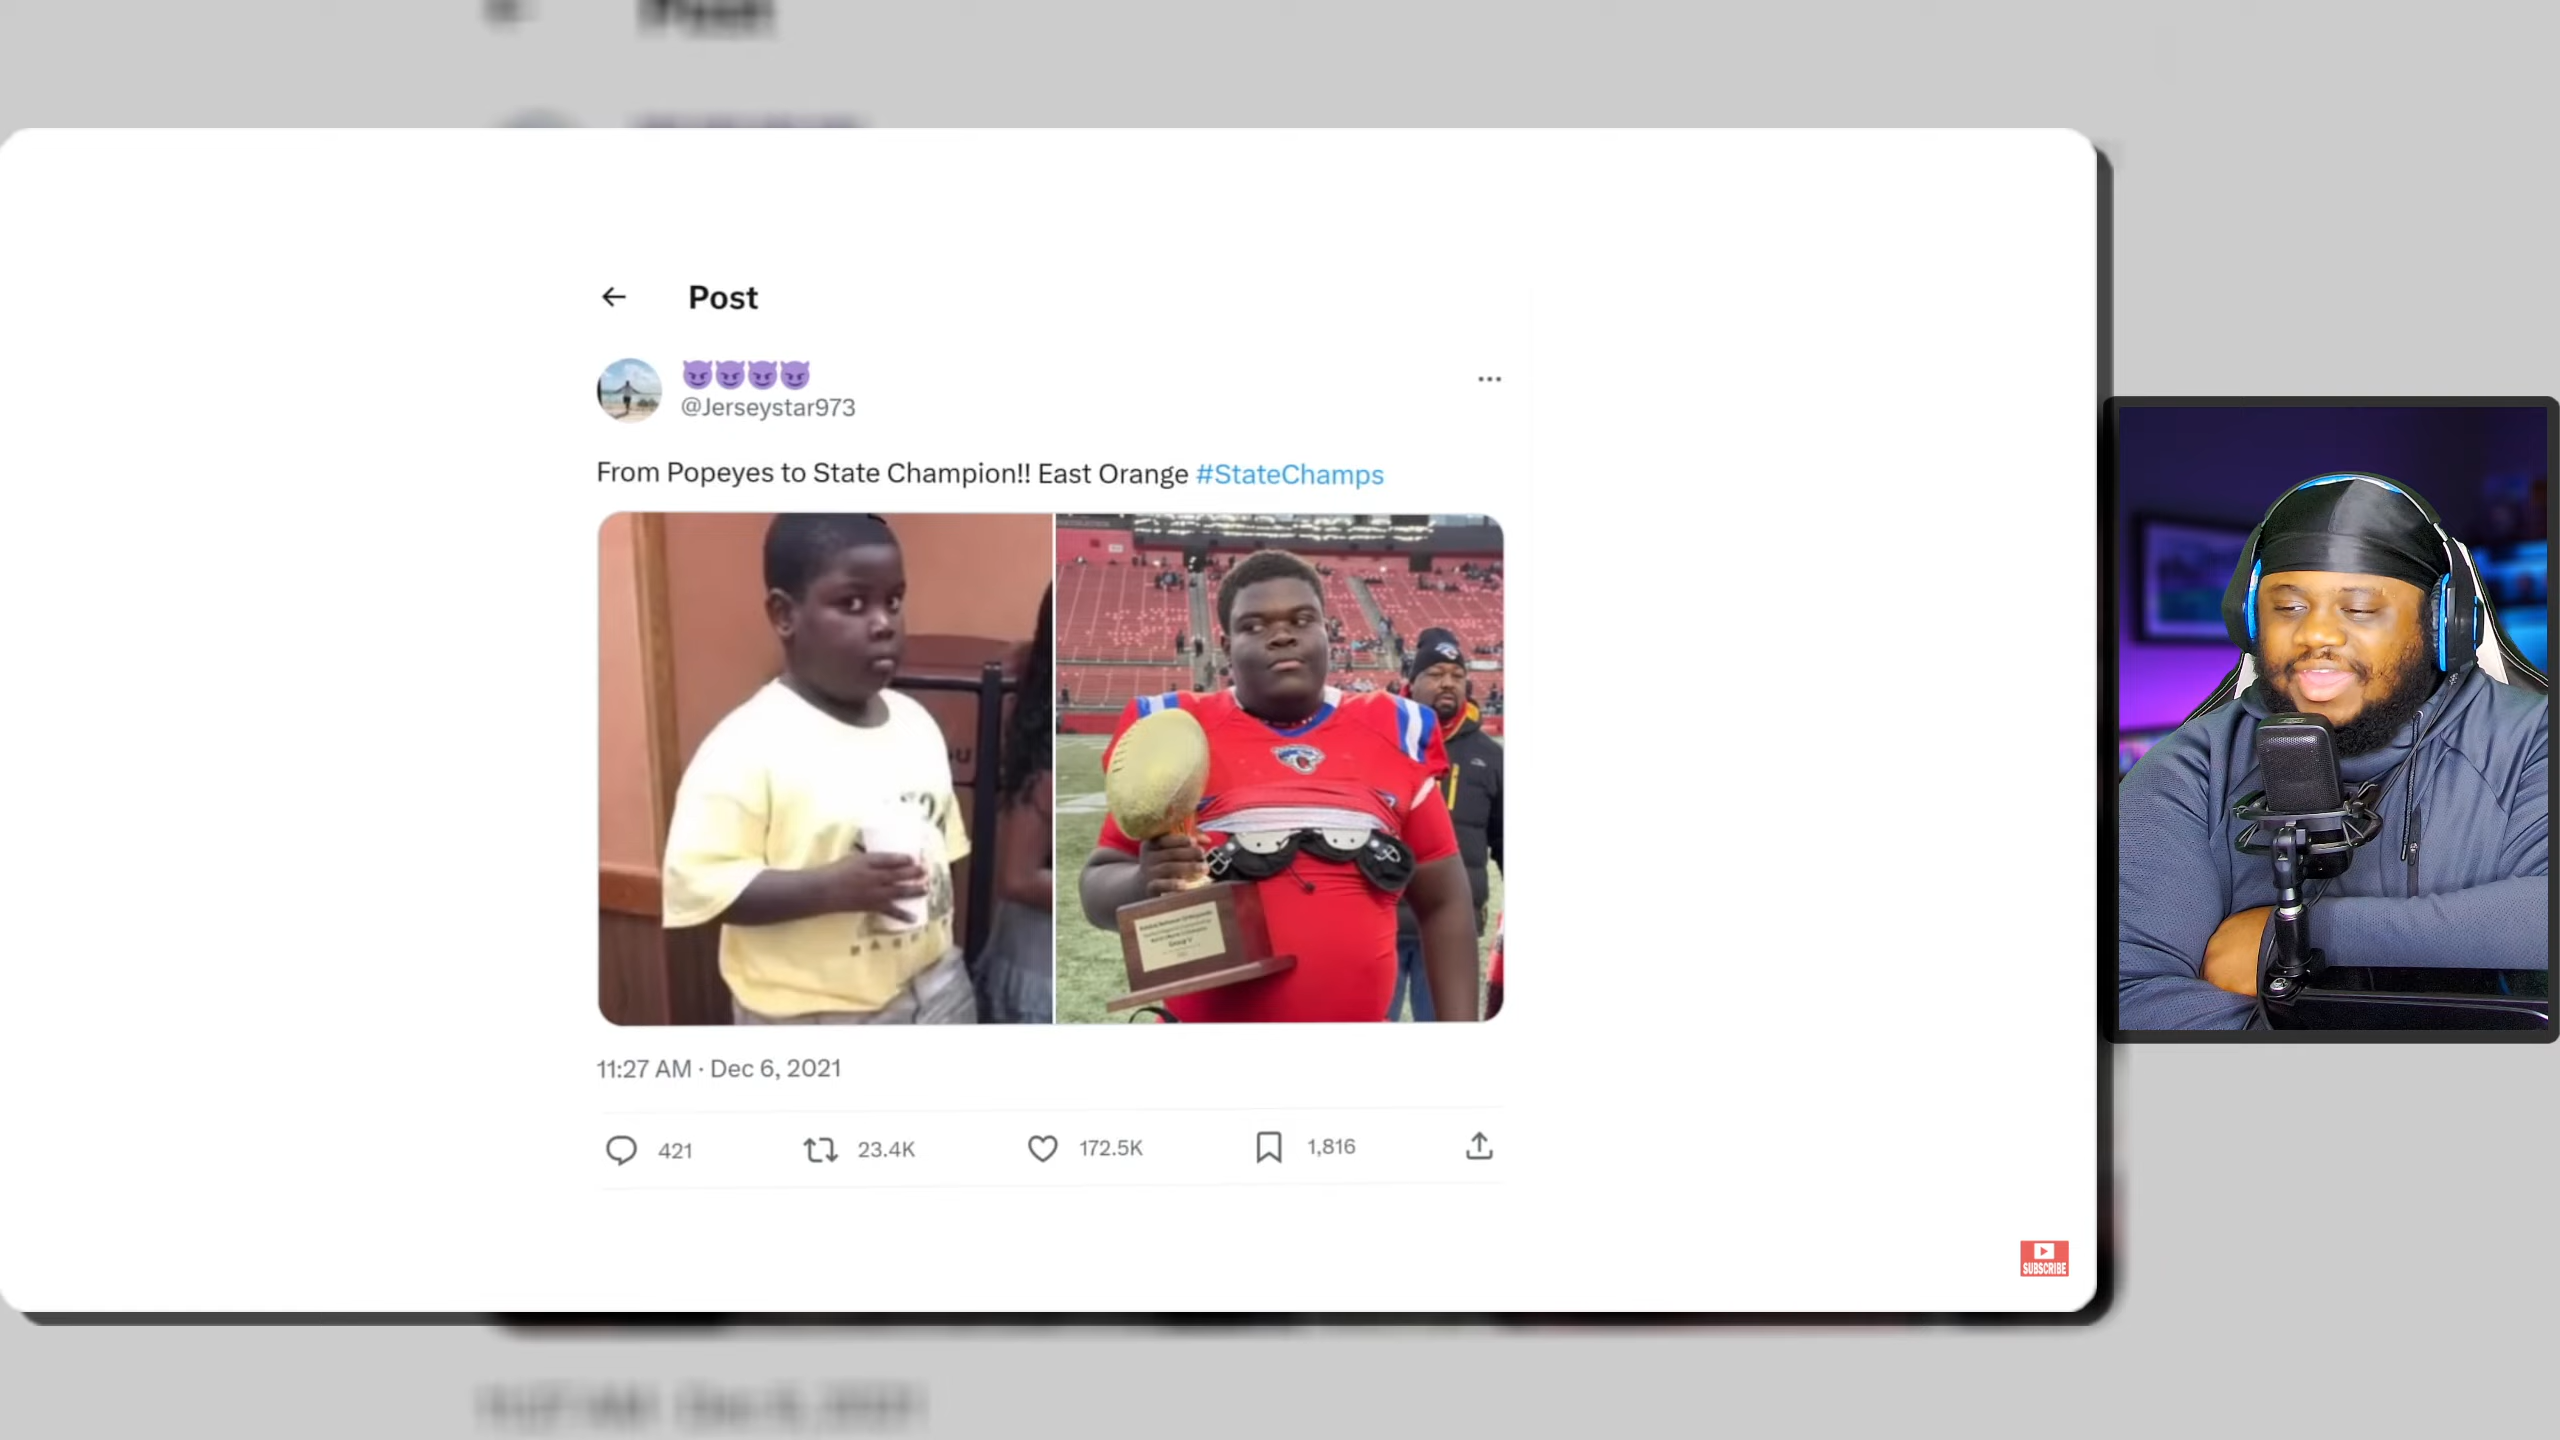 Post
😈😈😈😈
@Jerseystar973
From Popeyes to State Champion!! East Orange #StateChamps
11:27 AM · Dec 6, 2021
421
23.4K
172.5K
1,816
SUBSCRIBE